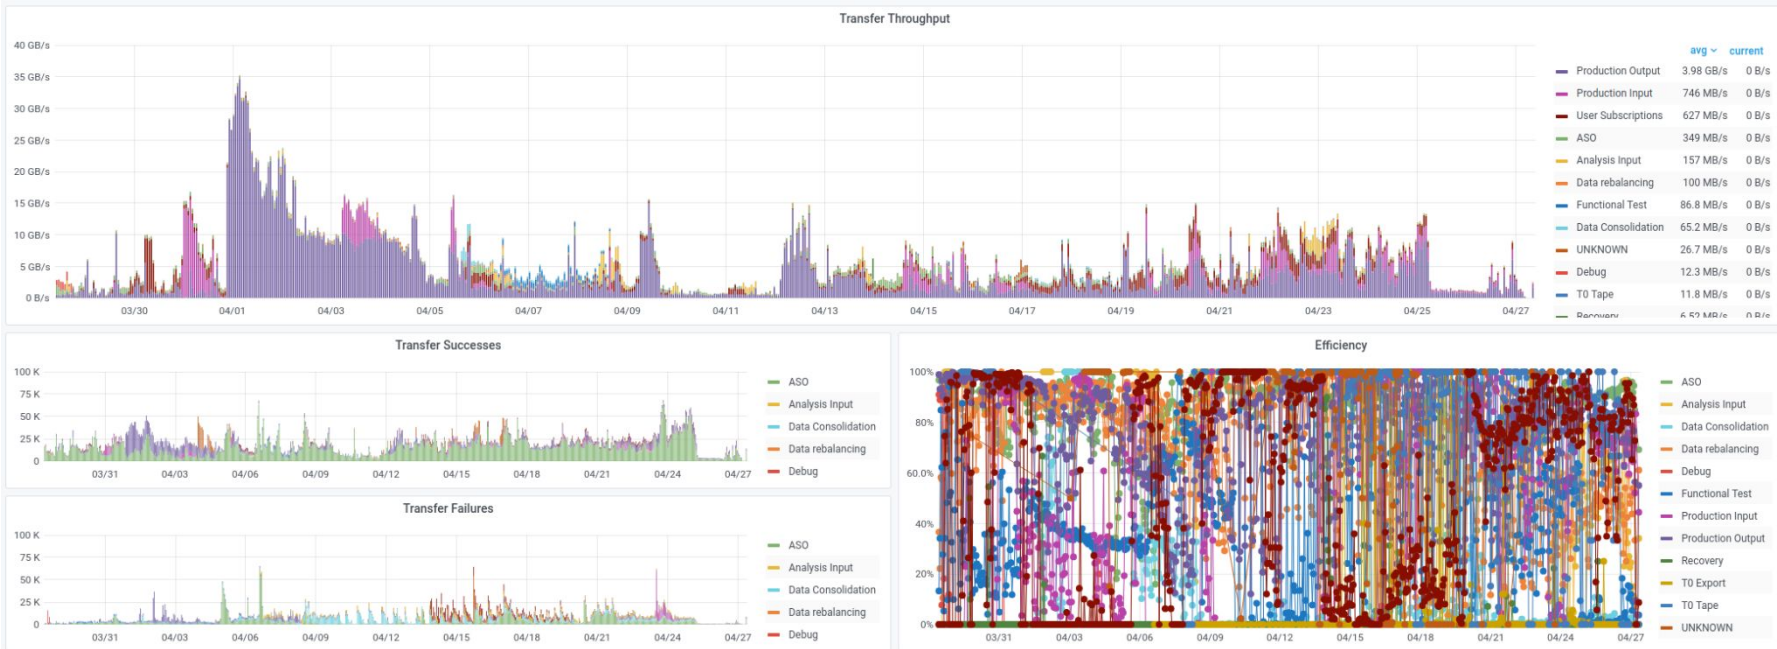 Transfer Throughput
40 GB/s
35 GB/s
30 GB/s
25 GB/s
20 GB/s
15 GB/s
10 GB/s
5 GB/s
0 B/s
03/30 04/01 04/03 04/05 04/07 04/09 04/11 04/13 04/15 04/17 04/19 04/21 04/23 04/25 04/27
avg current
Production Output 3.98 GB/s 0 B/s
Production Input 746 MB/s 0 B/s
User Subscriptions 627 MB/s 0 B/s
ASO 349 MB/s 0 B/s
Analysis Input 157 MB/s 0 B/s
Data rebalancing 100 MB/s 0 B/s
Functional Test 86.8 MB/s 0 B/s
Data Consolidation 65.2 MB/s 0 B/s
UNKNOWN 26.7 MB/s 0 B/s
Debug 12.3 MB/s 0 B/s
T0 Tape 11.8 MB/s 0 B/s
Recovery 6.52 MB/s 0 B/s
Transfer Successes
100 K
75 K
50 K
25 K
0
03/31 04/03 04/06 04/09 04/12 04/15 04/18 04/21 04/24 04/27
ASO
Analysis Input
Data Consolidation
Data rebalancing
Debug
Transfer Failures
100 K
75 K
50 K
25 K
0
03/31 04/03 04/06 04/09 04/12 04/15 04/18 04/21 04/24 04/27
ASO
Analysis Input
Data Consolidation
Data rebalancing
Debug
Efficiency
100%
80%
60.0%
40%
20%
0%
03/31 04/03 04/06 04/09 04/12 04/15 04/18 04/21 04/24 04/27
ASO
Analysis Input
Data Consolidation
Data rebalancing
Debug
Functional Test
Production Input
Production Output
Recovery
T0 Export
T0 Tape
UNKNOWN